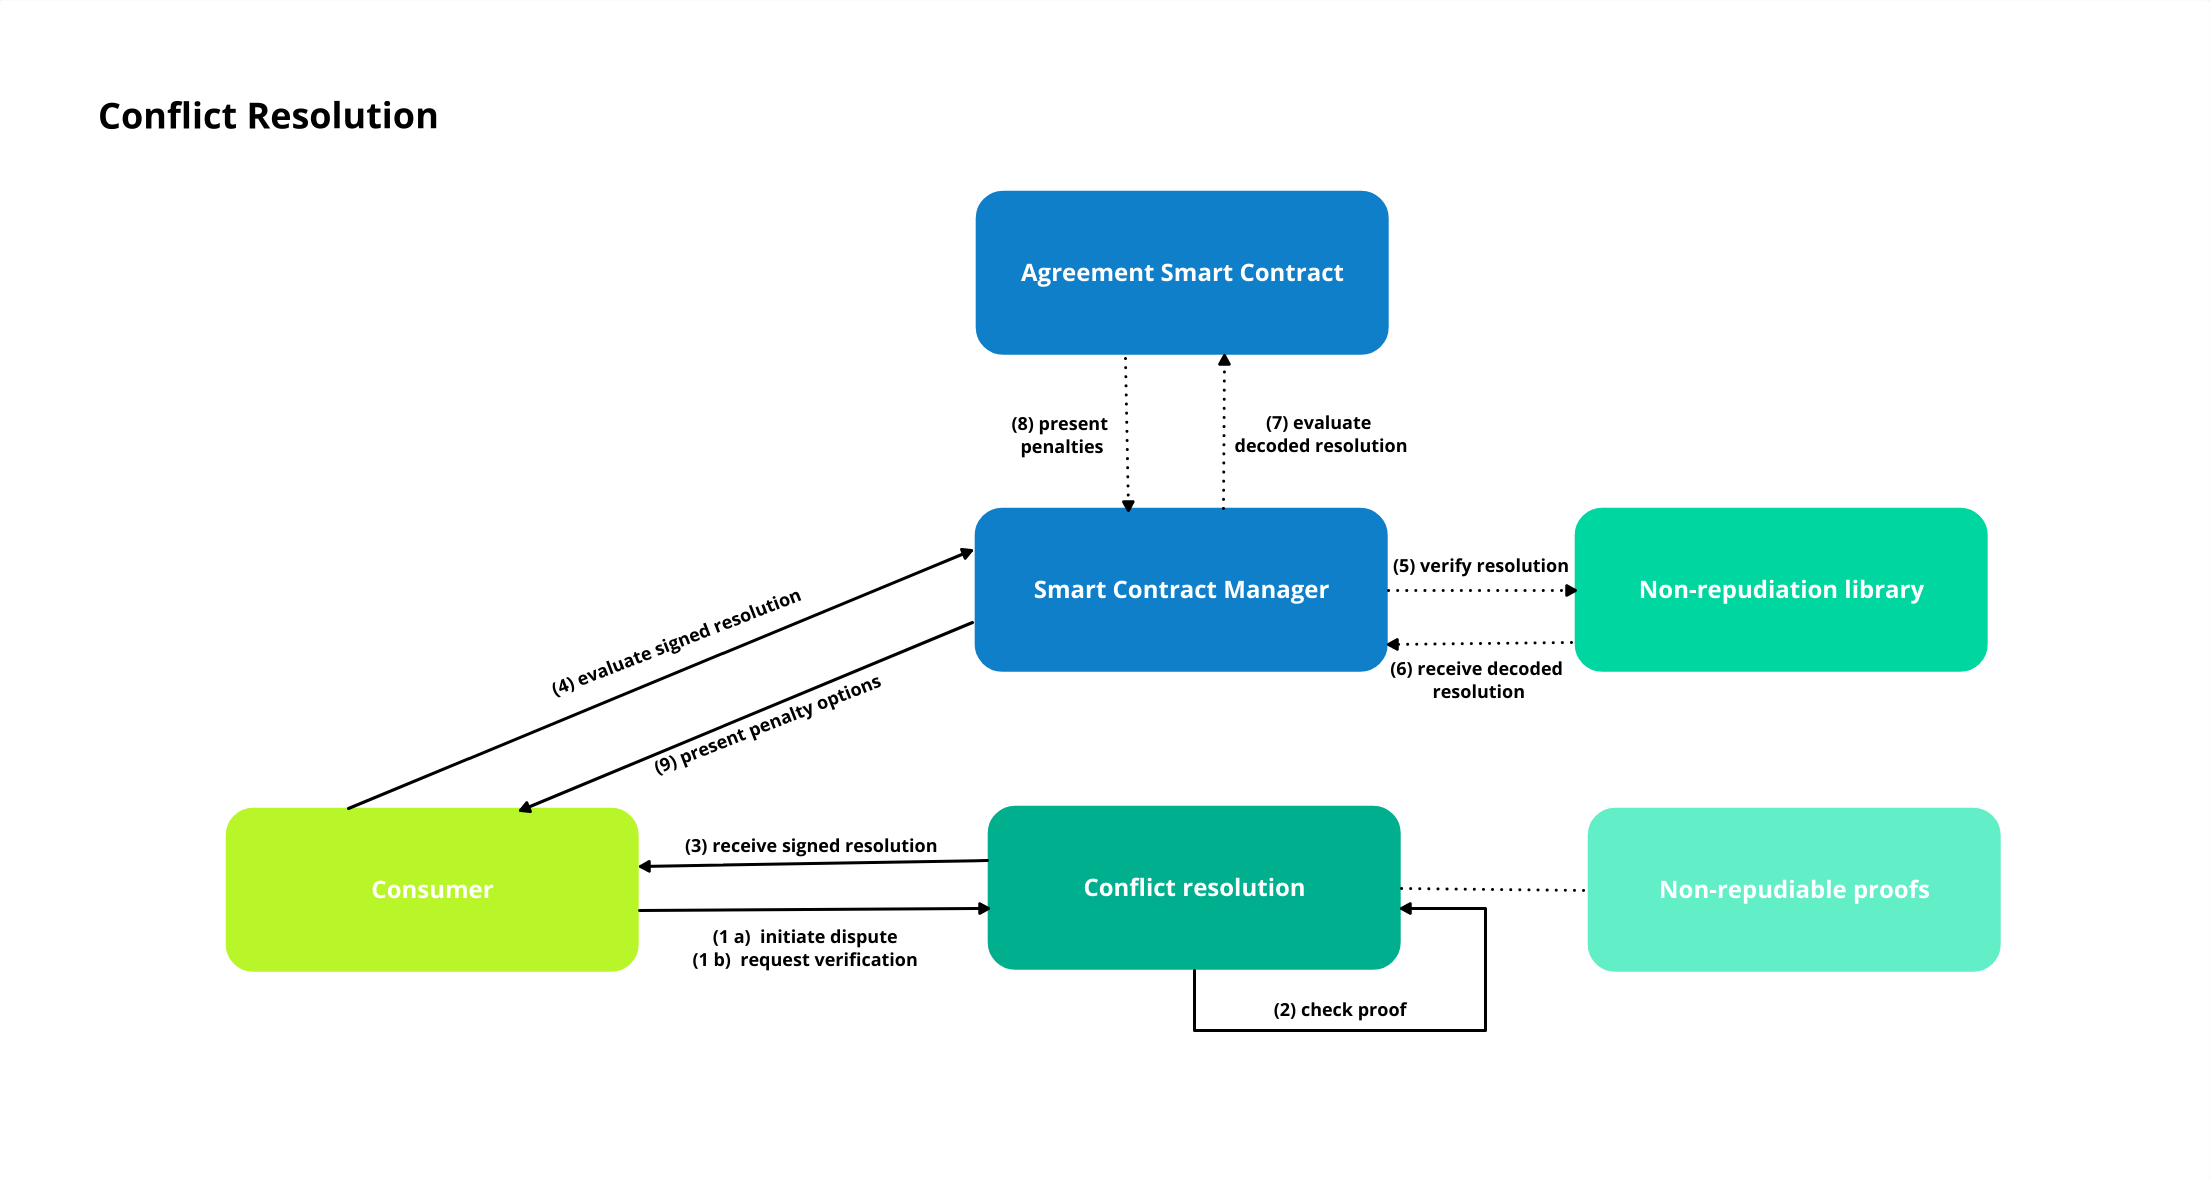 Conflict Resolution
Agreement Smart Contract
(8) present
penalties
(7) evaluate
decoded resolution
Smart Contract Manager
(5) verify resolution
Non-repudiation library
(6) receive decoded
resolution
(4) evaluate signed resolution
(9) present penalty options
Consumer
(3) receive signed resolution
(1 a)  initiate dispute
(1 b)  request verification
Conflict resolution
Non-repudiable proofs
(2) check proof